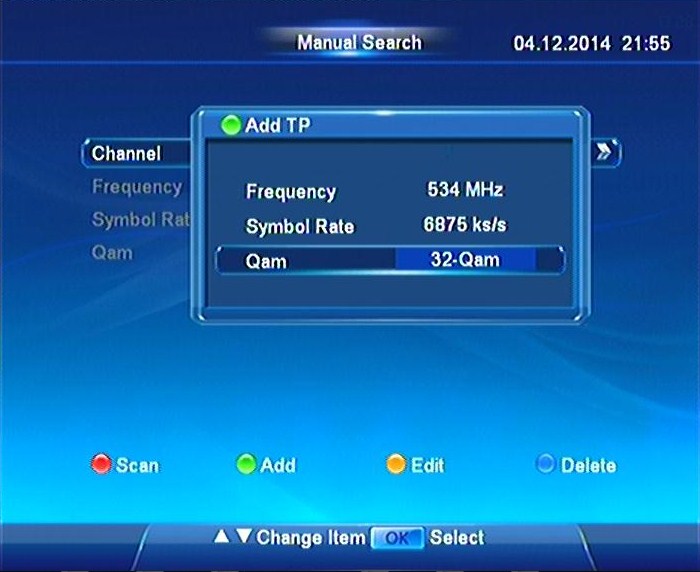 Manual Search 04.12.2014 21:55
Add TP
Channel
Frequency
Symbol Rat
Qam
Frequency 534 MHz
Symbol Rate 6875 ks/s
Qam 32-Qam
Scan Add Edit Delete
Change Item OK Select